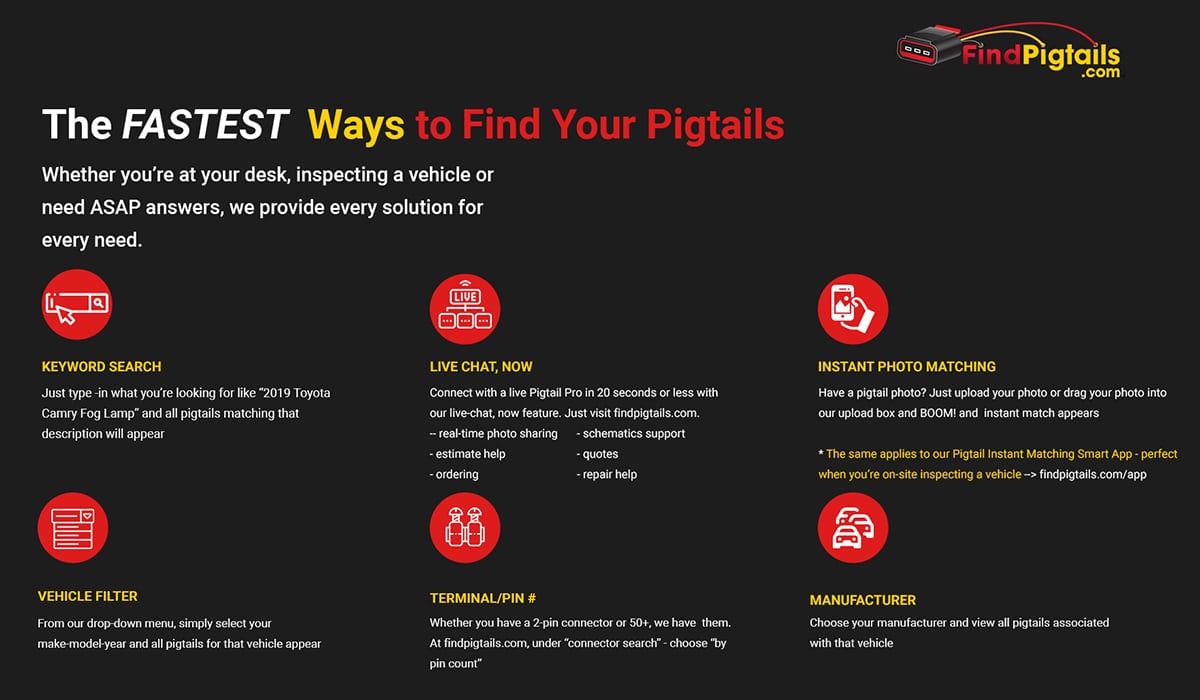 FindPigtails
.com
The FASTEST Ways to Find Your Pigtails
Whether you’re at your desk, inspecting a vehicle or
need ASAP answers, we provide every solution for
every need.
KEYWORD SEARCH
Just type -in what you’re looking for like “2019 Toyota
Camry Fog Lamp” and all pigtails matching that
description will appear
LIVE
LIVE CHAT, NOW
Connect with a live Pigtail Pro in 20 seconds or less with
our live-chat, now feature. Just visit findpigtails.com.
-- real-time photo sharing - schematics support
- estimate help - quotes
- ordering - repair help
INSTANT PHOTO MATCHING
Have a pigtail photo? Just upload your photo or drag your photo into
our upload box and BOOM! and instant match appears
* The same applies to our Pigtail Instant Matching Smart App - perfect
when you’re on-site inspecting a vehicle --> findpigtails.com/app
VEHICLE FILTER
From our drop-down menu, simply select your
make-model-year and all pigtails for that vehicle appear
TERMINAL/PIN #
Whether you have a 2-pin connector or 50+, we have them.
At findpigtails.com, under “connector search” - choose “by
pin count”
MANUFACTURER
Choose your manufacturer and view all pigtails associated
with that vehicle